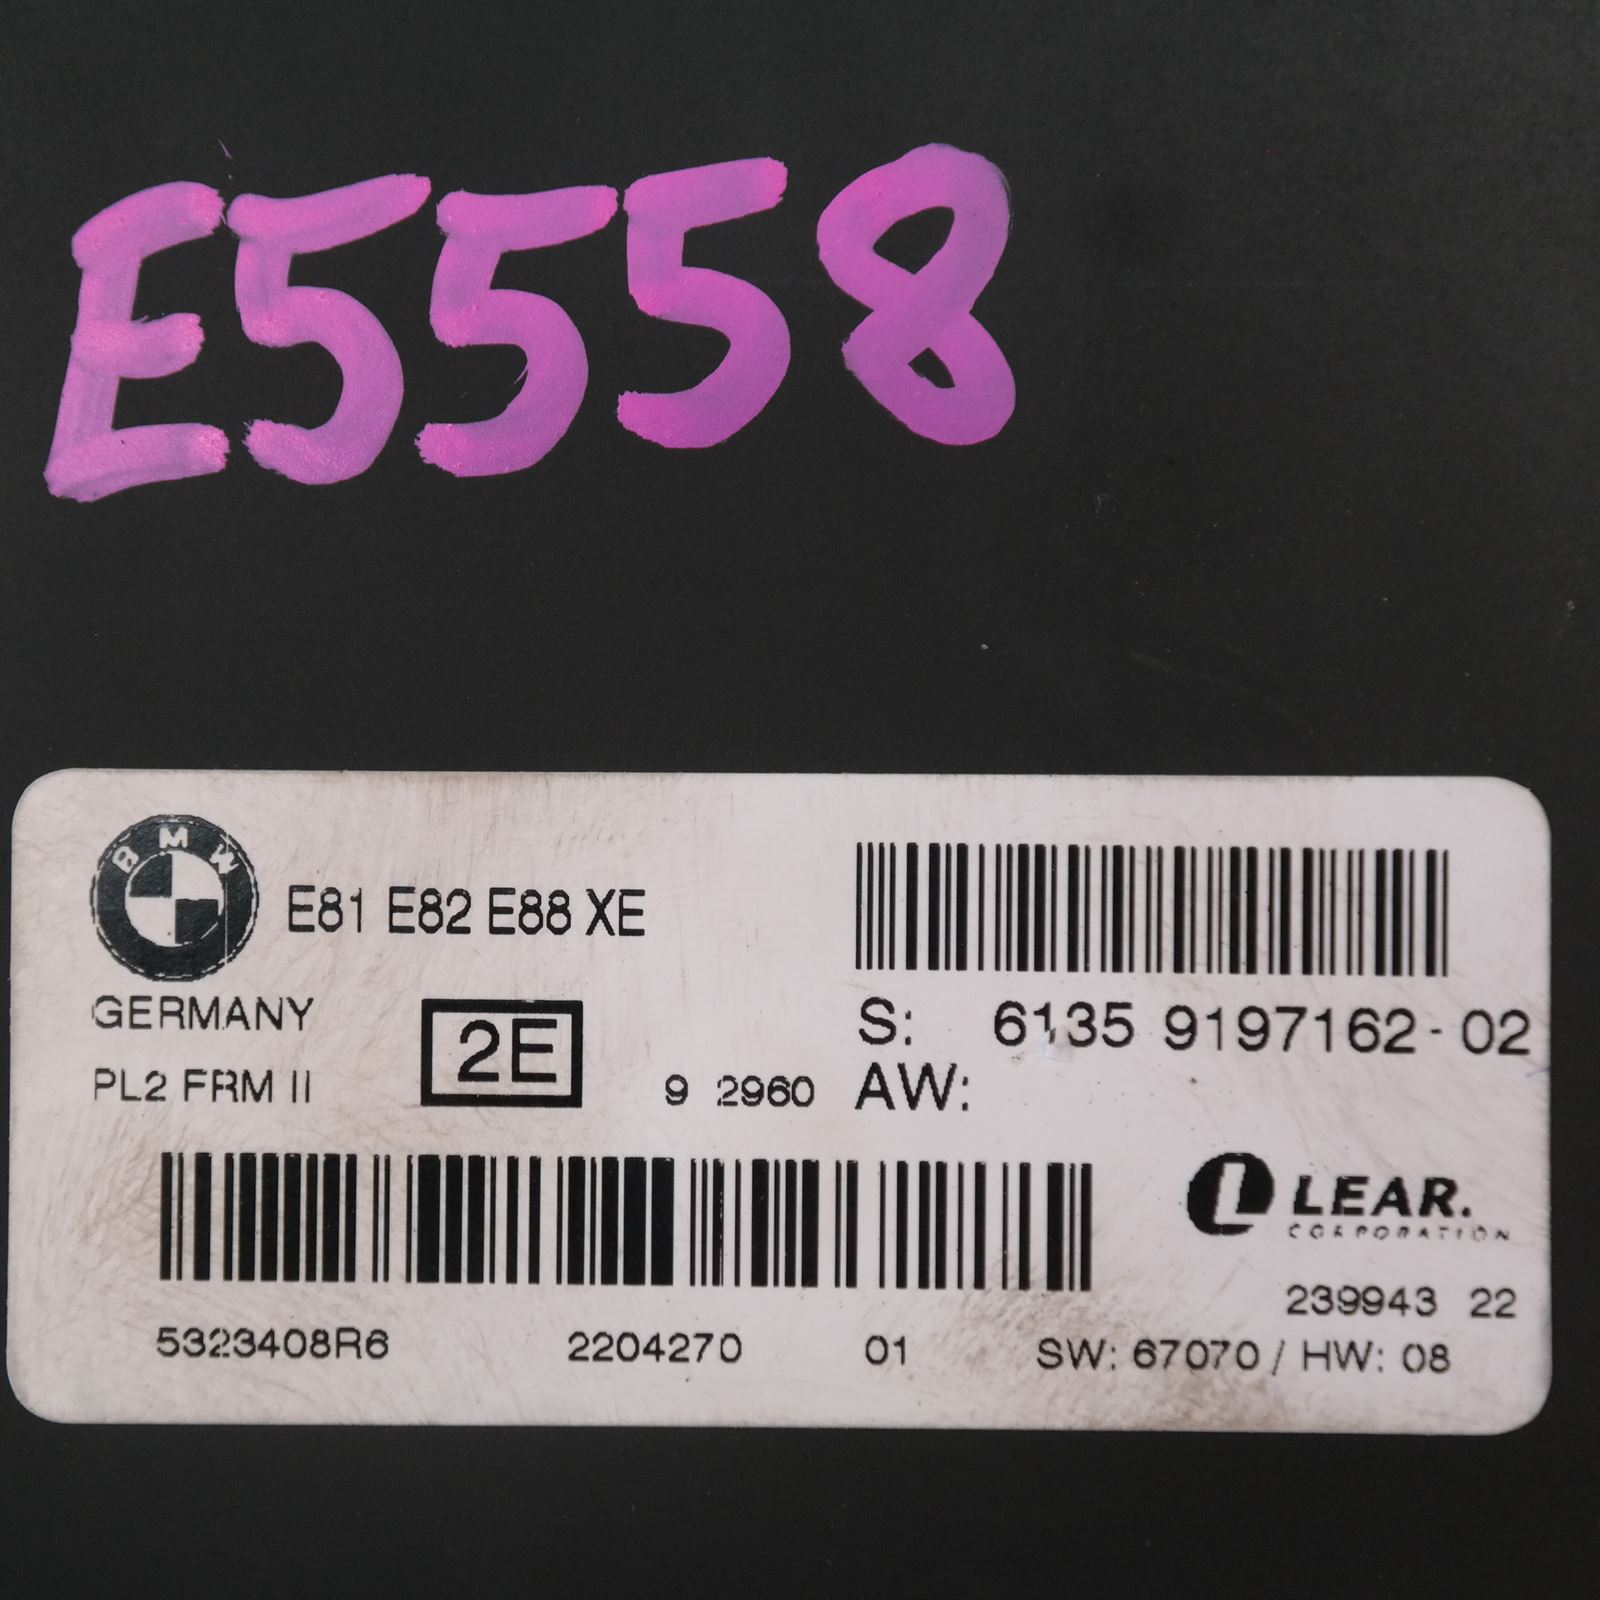 E5558
BMW
E81 E82 E88 XE
GERMANY
2E
PL2 FRM II
9 2960
S: 6135 9197162-02
AW:
LEAR.
CORPORATION
239943 22
5323408R6 2204270 01 SW: 67070 / HW: 08